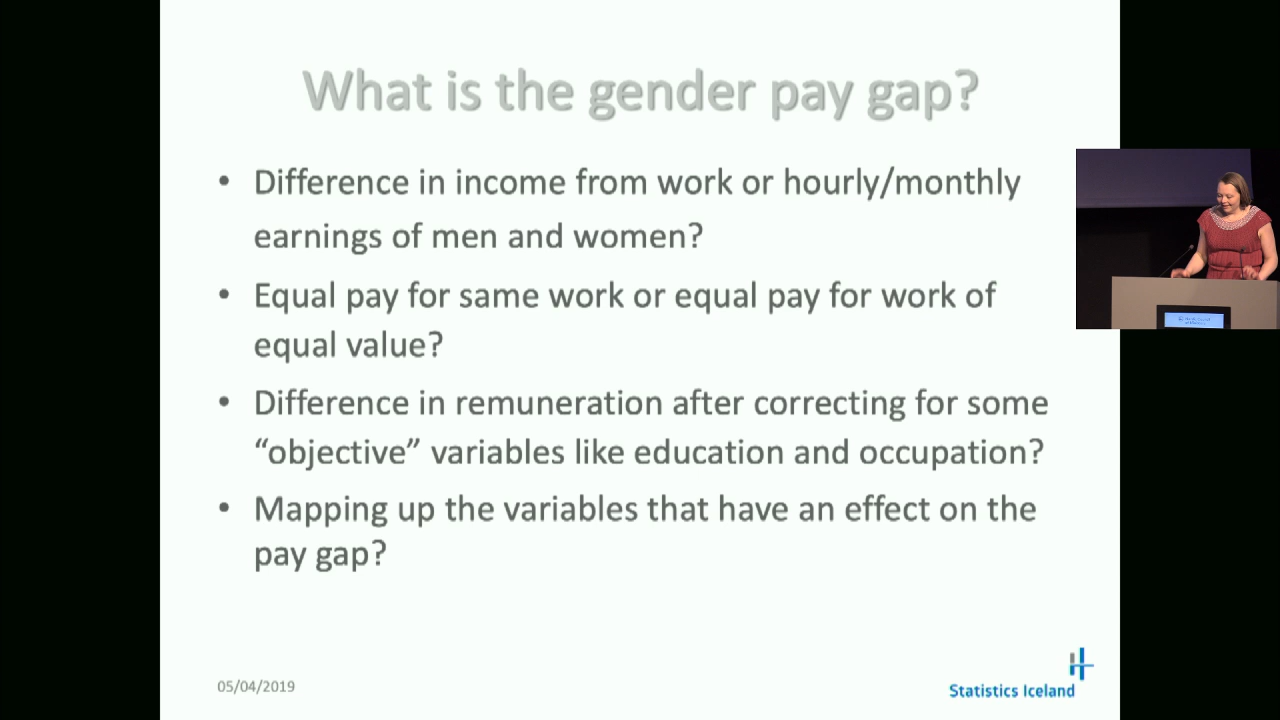 What is the gender pay gap?
• Difference in income from work or hourly/monthly
earnings of men and women?
• Equal pay for same work or equal pay for work of
equal value?
• Difference in remuneration after correcting for some
“objective” variables like education and occupation?
• Mapping up the variables that have an effect on the
pay gap?
05/04/2019
Statistics Iceland